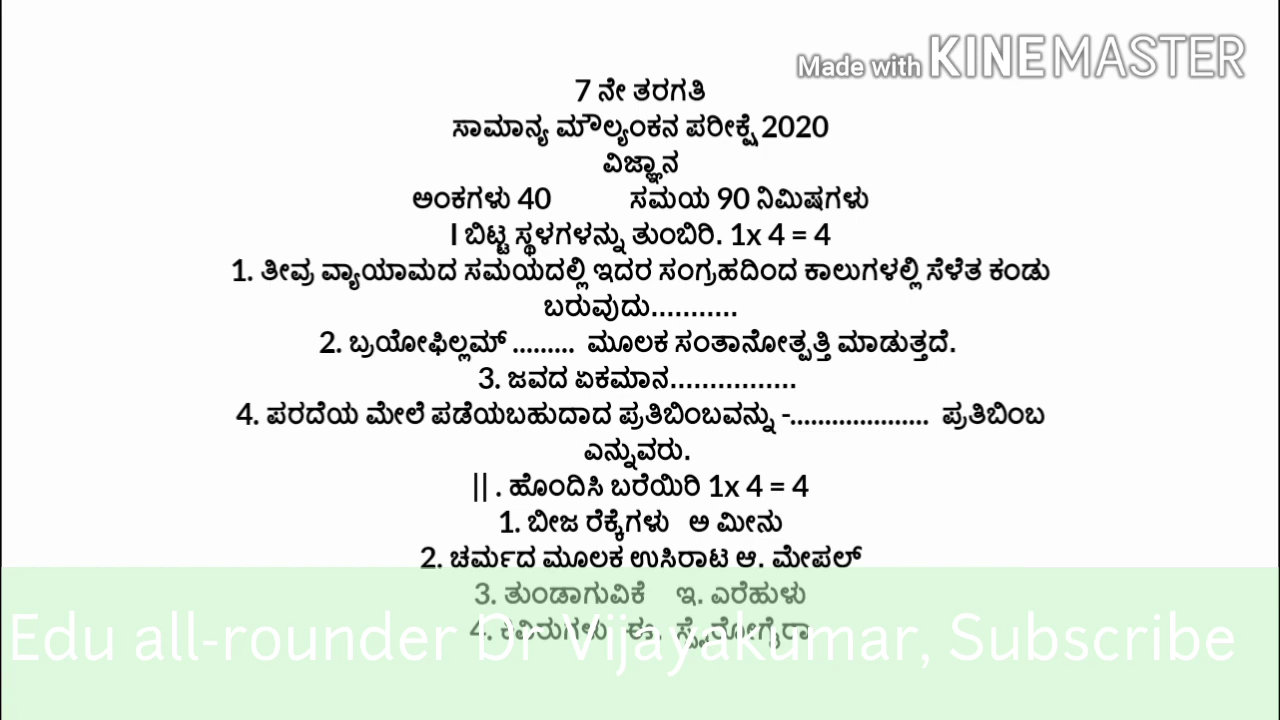 Made with KINEMASTER
7 ನೇ ತರಗತಿ
ಸಾಮಾನ್ಯ ಮೌಲ್ಯಂಕನ ಪರೀಕ್ಷೆ 2020
ವಿಜ್ಞಾನ
ಅಂಕಗಳು 40 ಸಮಯ 90 ನಿಮಿಷಗಳು
I ಬಿಟ್ಟ ಸ್ಥಳಗಳನ್ನು ತುಂಬಿರಿ. 1x 4 = 4
1. ತೀವ್ರ ವ್ಯಾಯಾಮದ ಸಮಯದಲ್ಲಿ ಇದರ ಸಂಗ್ರಹದಿಂದ ಕಾಲುಗಳಲ್ಲಿ ಸೆಳೆತ ಕಂಡು
ಬರುವುದು...........
2. ಬ್ರಯೋಫಿಲ್ಲಮ್ ......... ಮೂಲಕ ಸಂತಾನೋತ್ಪತ್ತಿ ಮಾಡುತ್ತದೆ.
3. ಜವದ ಏಕಮಾನ................
4. ಪರದೆಯ ಮೇಲೆ ಪಡೆಯಬಹುದಾದ ಪ್ರತಿಬಿಂಬವನ್ನು -.................... ಪ್ರತಿಬಿಂಬ
ಎನ್ನುವರು.
|| . ಹೊಂದಿಸಿ ಬರೆಯಿರಿ 1x 4 = 4
1. ಬೀಜ ರೆಕ್ಕೆಗಳು ಅ ಮೀನು
2. ಚರ್ಮದ ಮೂಲಕ ಉಸಿರಾಟ ಆ. ಮೇಪಲ್
3. ತುಂಡಾಗುವಿಕೆ ಇ. ಎರೆಹುಳು
4. ಕಿವಿರುಗಳು ಈ. ಸ್ಪೈರೋಗೈರಾ
Edu all-rounder Dr Vijayakumar, Subscribe